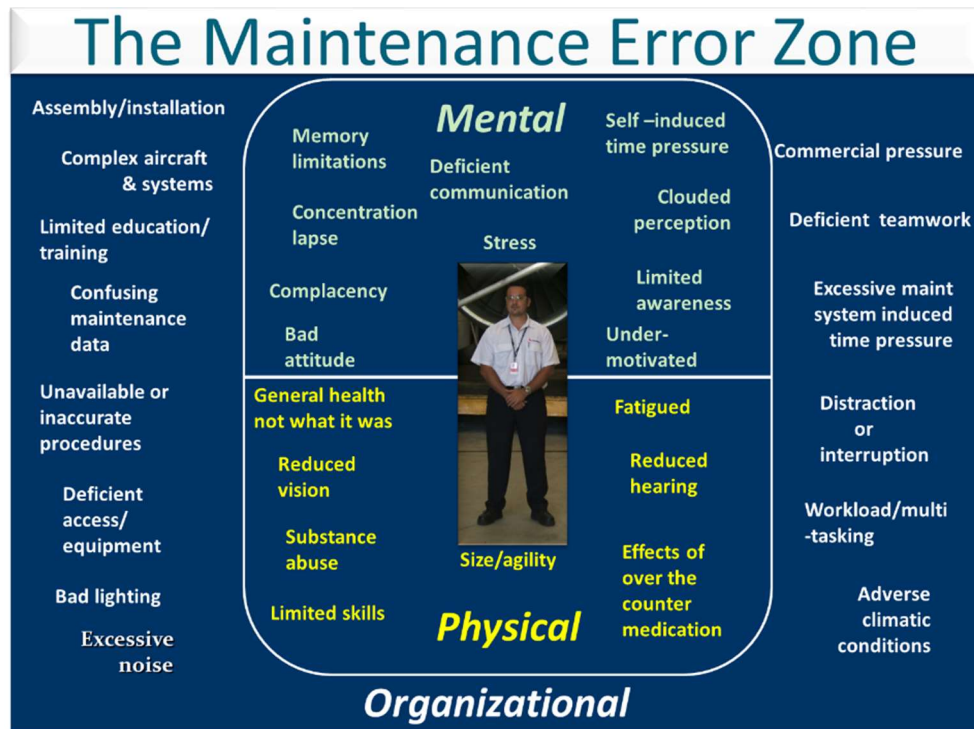 The Maintenance Error Zone
Assembly/installation
Complex aircraft
& systems
Limited education/
training
Confusing
maintenance
data
Unavailable or
inaccurate
procedures
Deficient
access/
equipment
Bad lighting
Excessive
noise
Mental
Memory
limitations
Deficient
communication
Self –induced
time pressure
Concentration
lapse
Clouded
perception
Stress
Complacency
Limited
awareness
Bad
attitude
Under-
motivated
General health
not what it was
Fatigued
Reduced
vision
Reduced
hearing
Substance
abuse
Size/agility
Effects of
over the
counter
medication
Limited skills
Physical
Commercial pressure
Deficient teamwork
Excessive maint
system induced
time pressure
Distraction
or
interruption
Workload/multi
-tasking
Adverse
climatic
conditions
Organizational